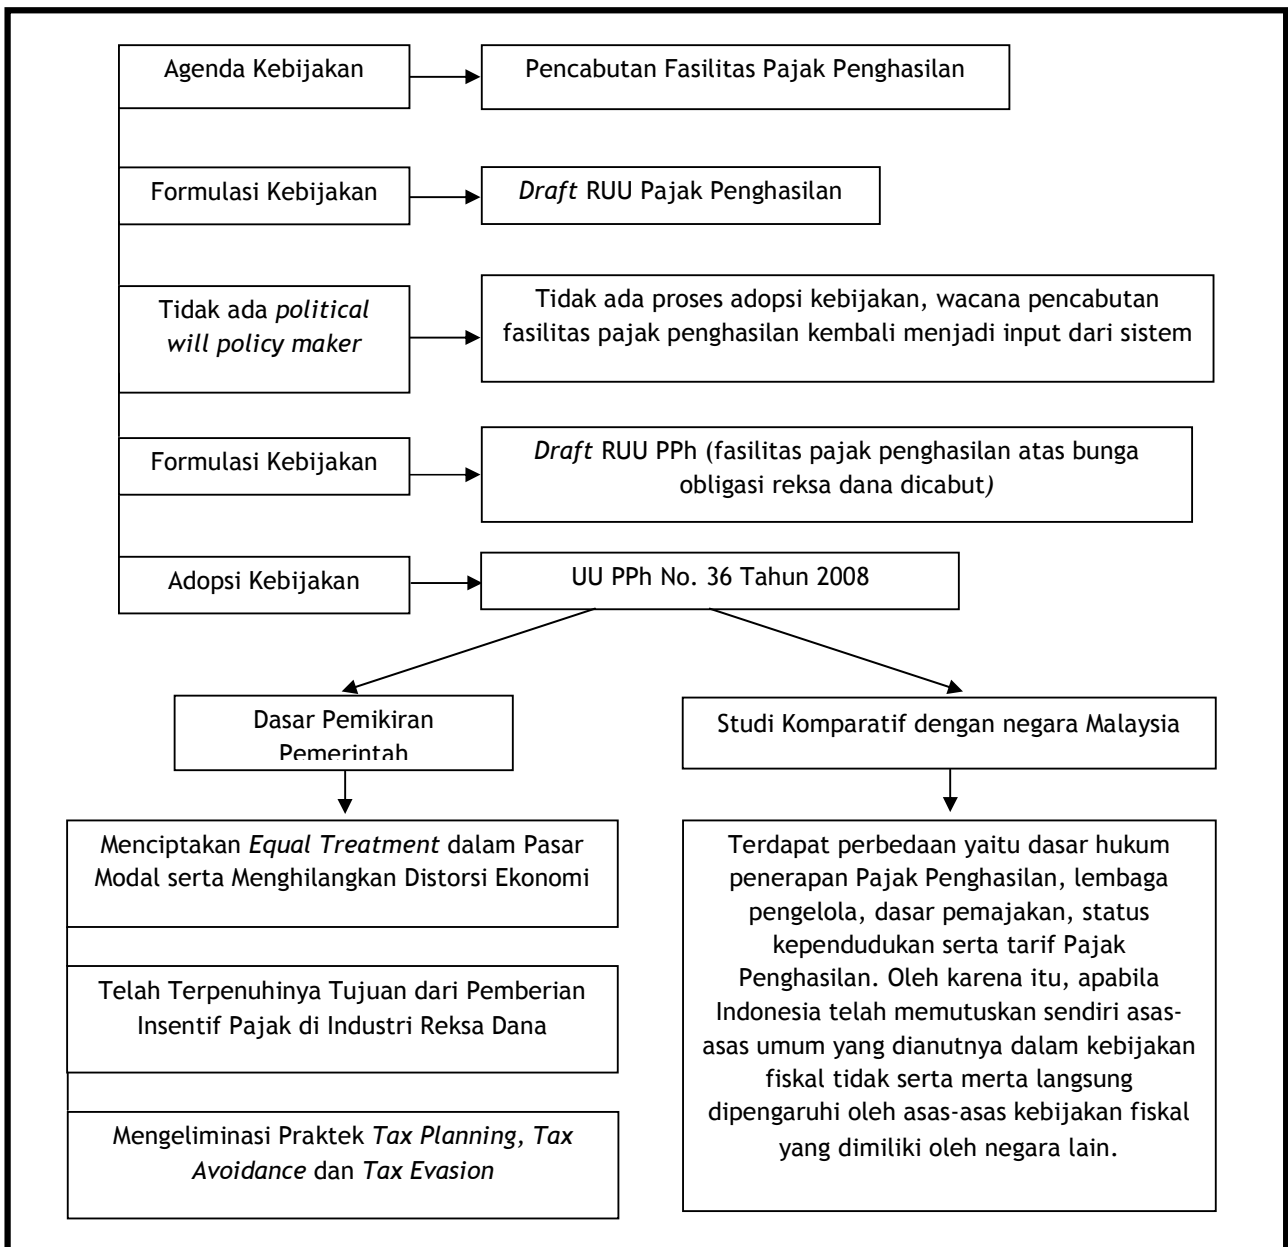 Agenda Kebijakan
Pencabutan Fasilitas Pajak Penghasilan
Formulasi Kebijakan
Draft RUU Pajak Penghasilan
Tidak ada political
will policy maker
Tidak ada proses adopsi kebijakan, wacana pencabutan
fasilitas pajak penghasilan kembali menjadi input dari sistem
Formulasi Kebijakan
Draft RUU PPh (fasilitas pajak penghasilan atas bunga
obligasi reksa dana dicabut)
Adopsi Kebijakan
UU PPh No. 36 Tahun 2008
Dasar Pemikiran
Pemerintah
Studi Komparatif dengan negara Malaysia
Menciptakan Equal Treatment dalam Pasar
Modal serta Menghilangkan Distorsi Ekonomi
Telah Terpenuhinya Tujuan dari Pemberian
Insentif Pajak di Industri Reksa Dana
Mengeliminasi Praktek Tax Planning, Tax
Avoidance dan Tax Evasion
Terdapat perbedaan yaitu dasar hukum
penerapan Pajak Penghasilan, lembaga
pengelola, dasar pemajakan, status
kependudukan serta tarif Pajak
Penghasilan. Oleh karena itu, apabila
Indonesia telah memutuskan sendiri asas-
asas umum yang dianutnya dalam kebijakan
fiskal tidak serta merta langsung
dipengaruhi oleh asas-asas kebijakan fiskal
yang dimiliki oleh negara lain.